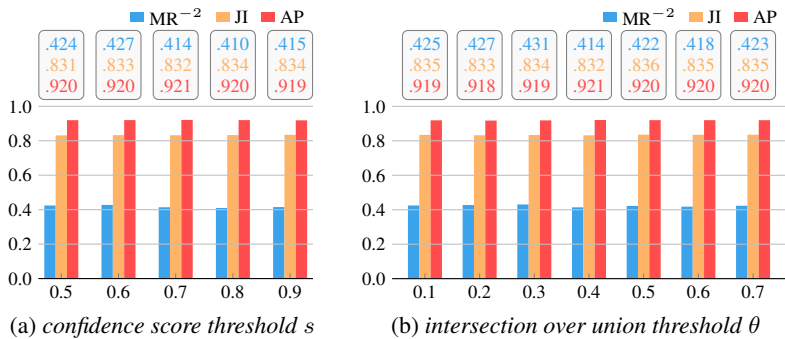 MR⁻² JI AP
.424 .427 .414 .410 .415
.831 .833 .832 .834 .834
.920 .920 .921 .920 .919
1.0
0.8
0.6
0.4
0.2
0.0
0.5 0.6 0.7 0.8 0.9
(a) confidence score threshold s
MR⁻² JI AP
.425 .427 .431 .414 .422 .418 .423
.835 .833 .834 .832 .836 .835 .835
.919 .918 .919 .921 .920 .920 .920
1.0
0.8
0.6
0.4
0.2
0.0
0.1 0.2 0.3 0.4 0.5 0.6 0.7
(b) intersection over union threshold θ